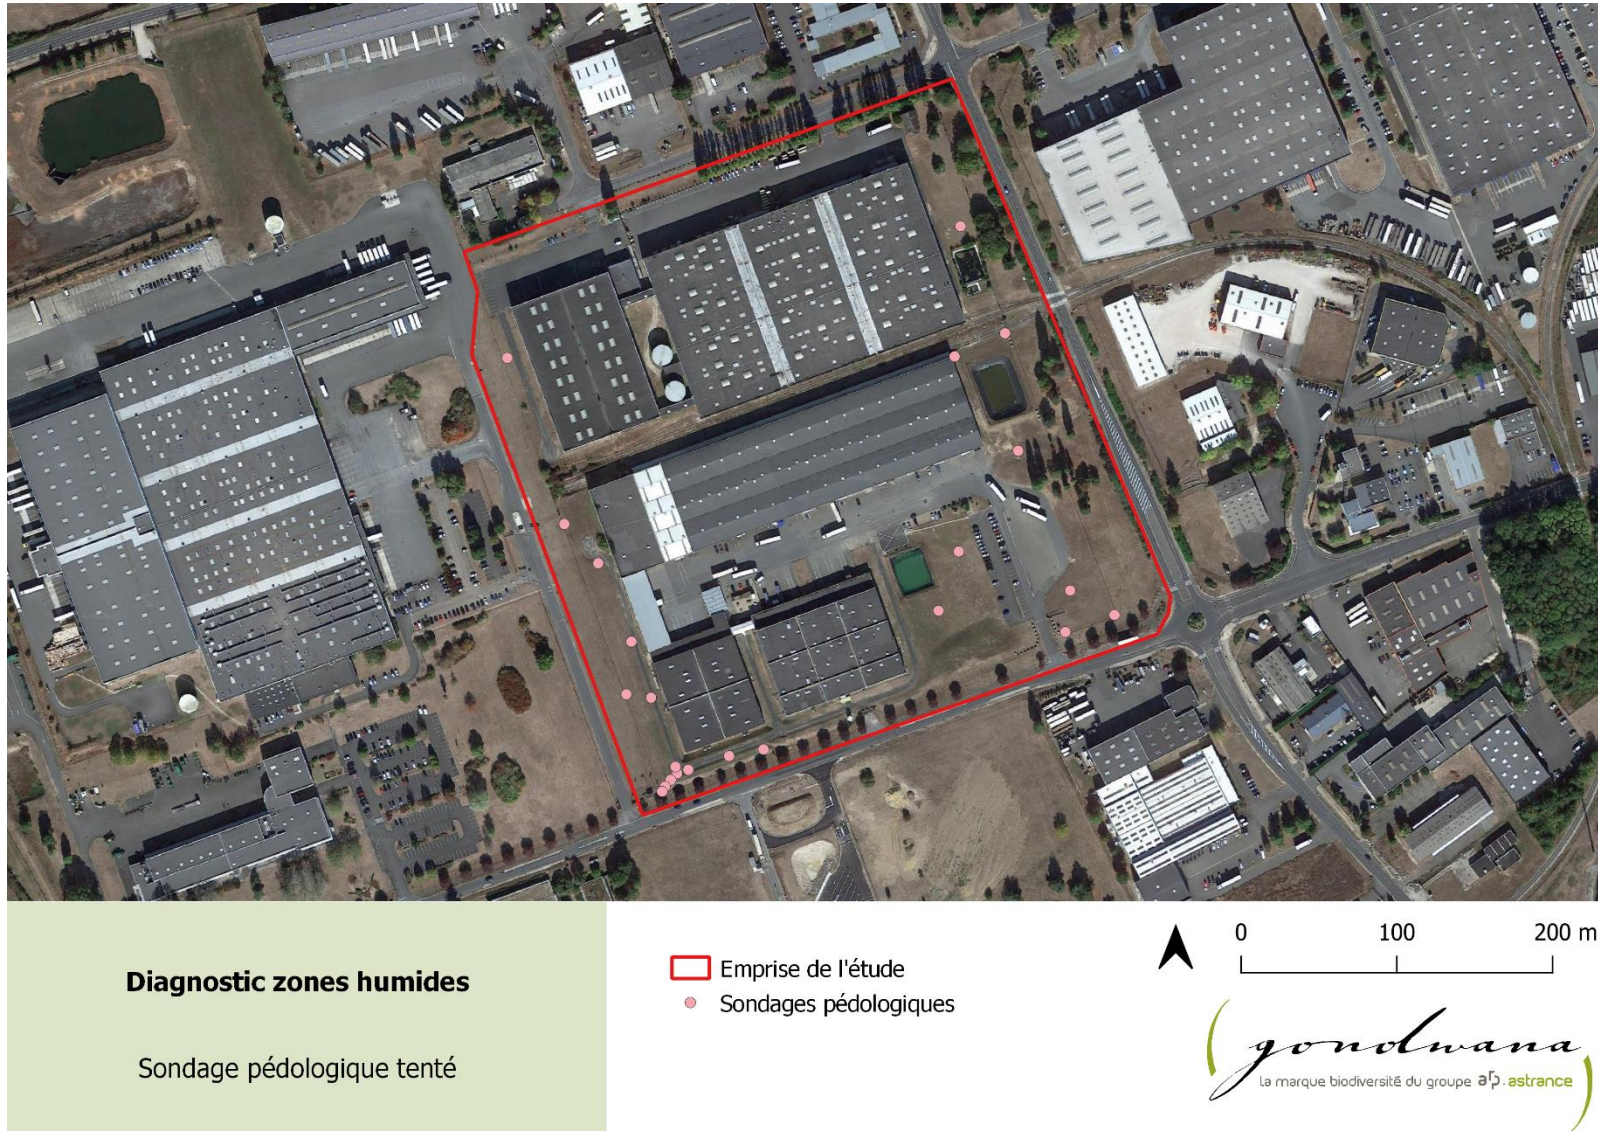 Diagnostic zones humides
Sondage pédologique tenté
Emprise de l'étude
Sondages pédologiques
0 100 200 m
gondwana
la marque biodiversité du groupe arp. astrance